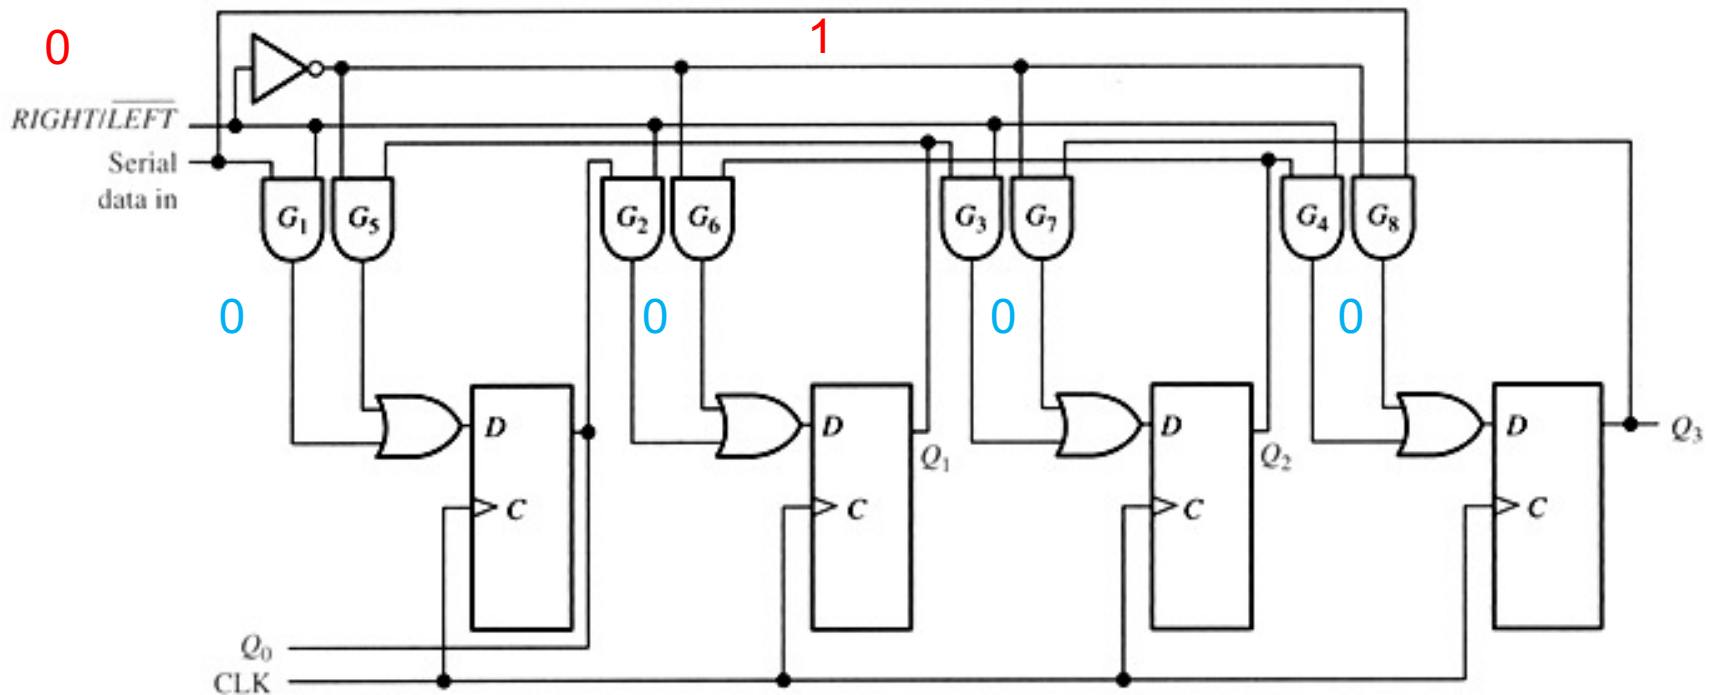 0 1
RIGHT/LEFT
Serial
data in
G1 G5 G2 G6 G3 G7 G4 G8
0 0 0 0
D D D D Q3
Q1 Q2
C C C C
Q0
CLK